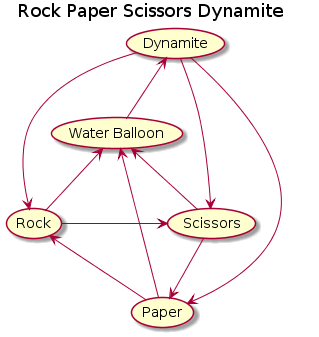 Rock Paper Scissors Dynamite
Dynamite
Water Balloon
Rock
Scissors
Paper